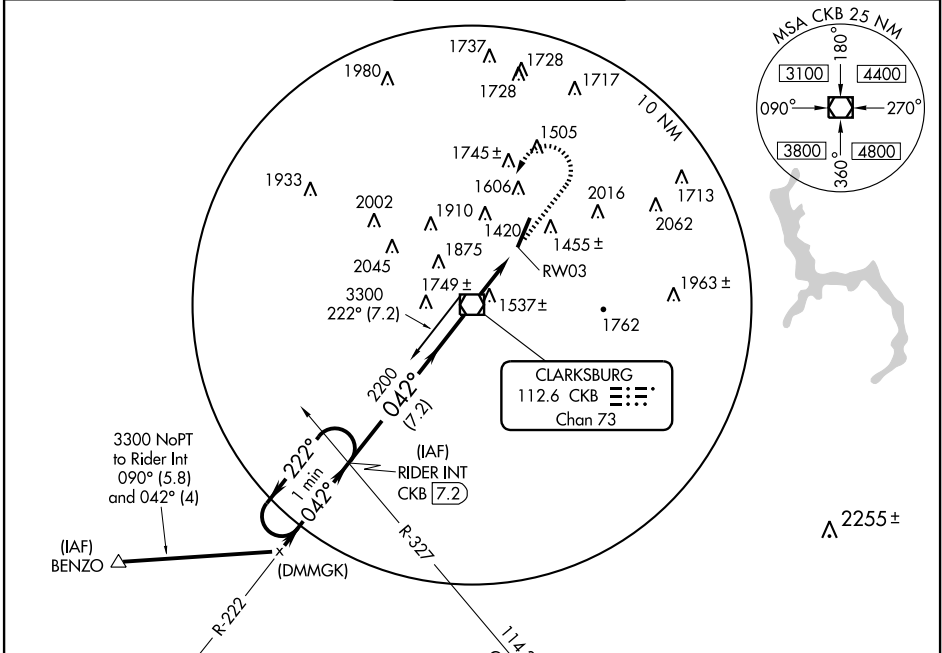 MSA CKB 25 NM
180°
3100
4400
090°
270°
3800
4800
360°
1737
1728
1980
1728
1717
10 NM
1505
1745±
1933
1606
1713
2016
2002
1910
2062
1420
1455±
1875
2045
RW03
1749±
1963±
3300
222° (7.2)
1537±
1762
2200
042°
(7.2)
CLARKSBURG
112.6 CKB
Chan 73
3300 NoPT
to Rider Int
090° (5.8)
and 042° (4)
222°
1 min
042°
(IAF)
RIDER INT
CKB 7.2
2255±
R-327
(IAF)
BENZO
(DMMGK)
R-222